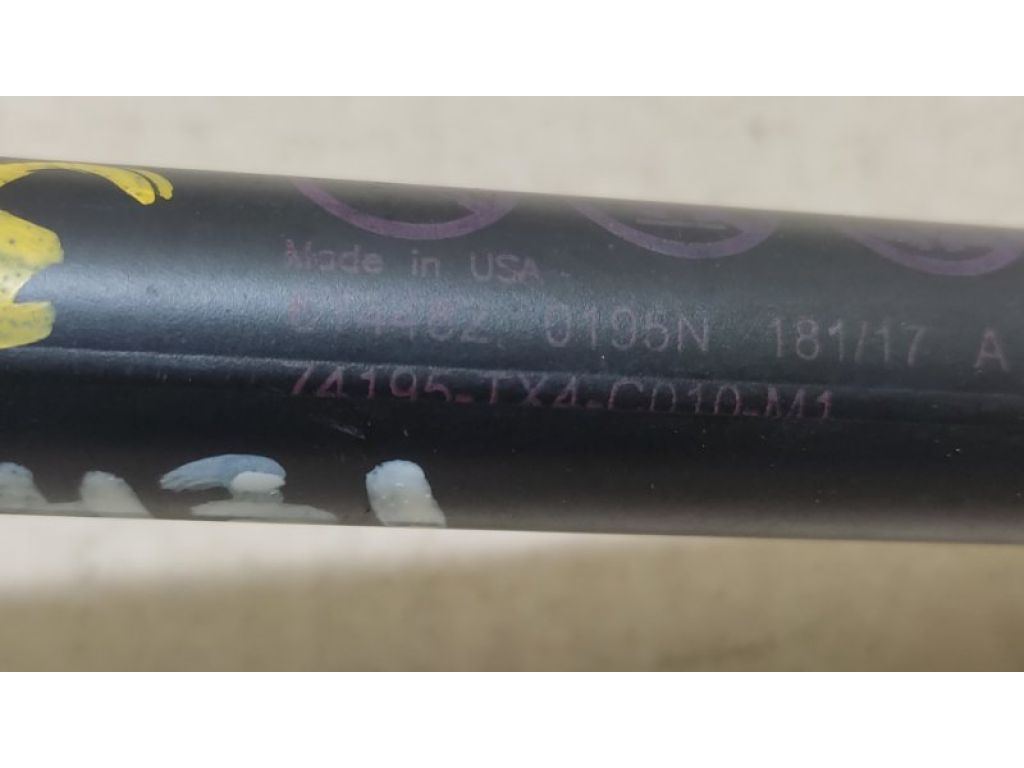 Made in USA
0195N 181/17 A
74195-TX4-C010-M1